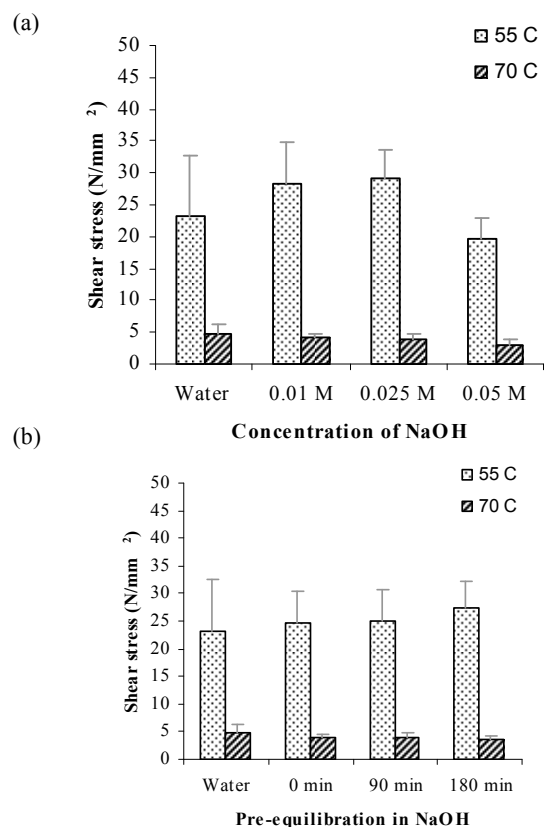 (a)
55 C
70 C
50
45
40
35
30
25
20
15
10
5
0
Shear stress (N/mm ²)
Water 0.01 M 0.025 M 0.05 M
Concentration of NaOH
(b)
55 C
70 C
50
45
40
35
30
25
20
15
10
5
0
Shear stress (N/mm ²)
Water 0 min 90 min 180 min
Pre-equilibration in NaOH